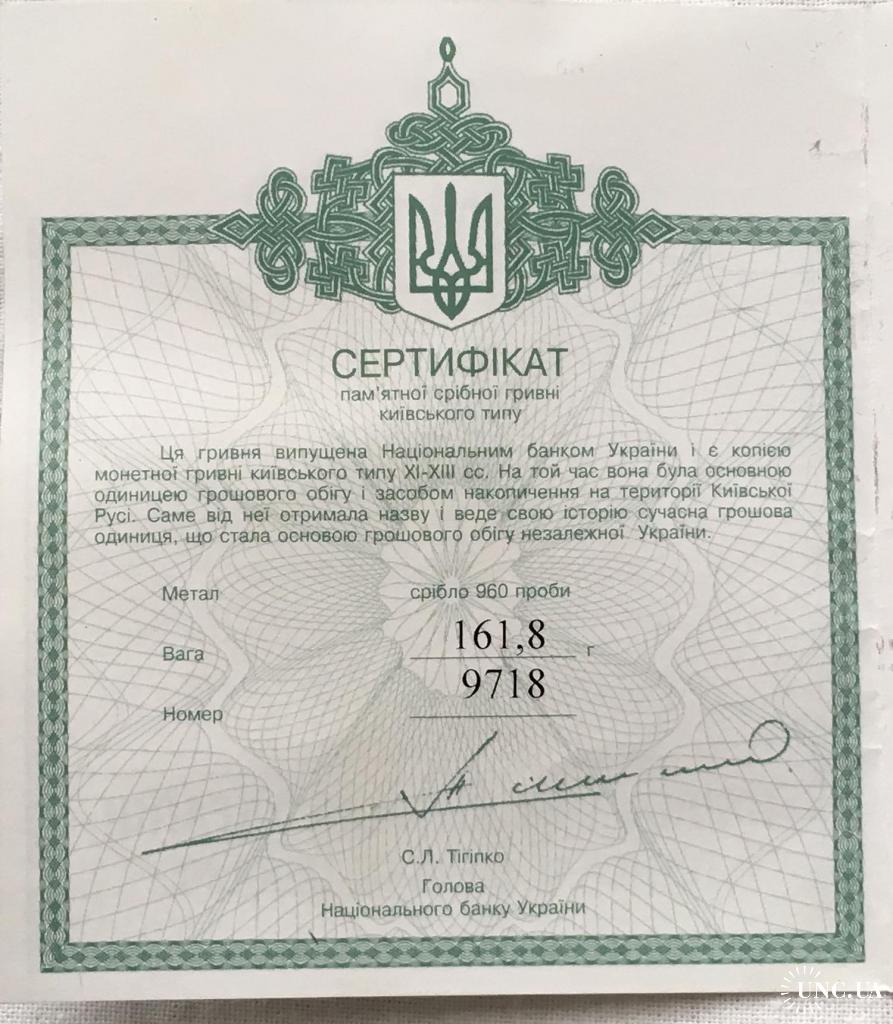 СЕРТИФІКАТ
пам'ятної срібної гривні
київського типу
Ця гривня випущена Національним банком України і є копією
монетної гривні київського типу XI-XIII сс. На той час вона була основною
одиницею грошового обігу і засобом накопичення на території Київської
Русі. Саме від неї отримала назву і веде свою історію сучасна грошова
одиниця, що стала основою грошового обігу незалежної України.
Метал срібло 960 проби
Вага 161,8 г
Номер 9718
С.Л. Тігіпко
Голова
Національного банку України
UNC.UA